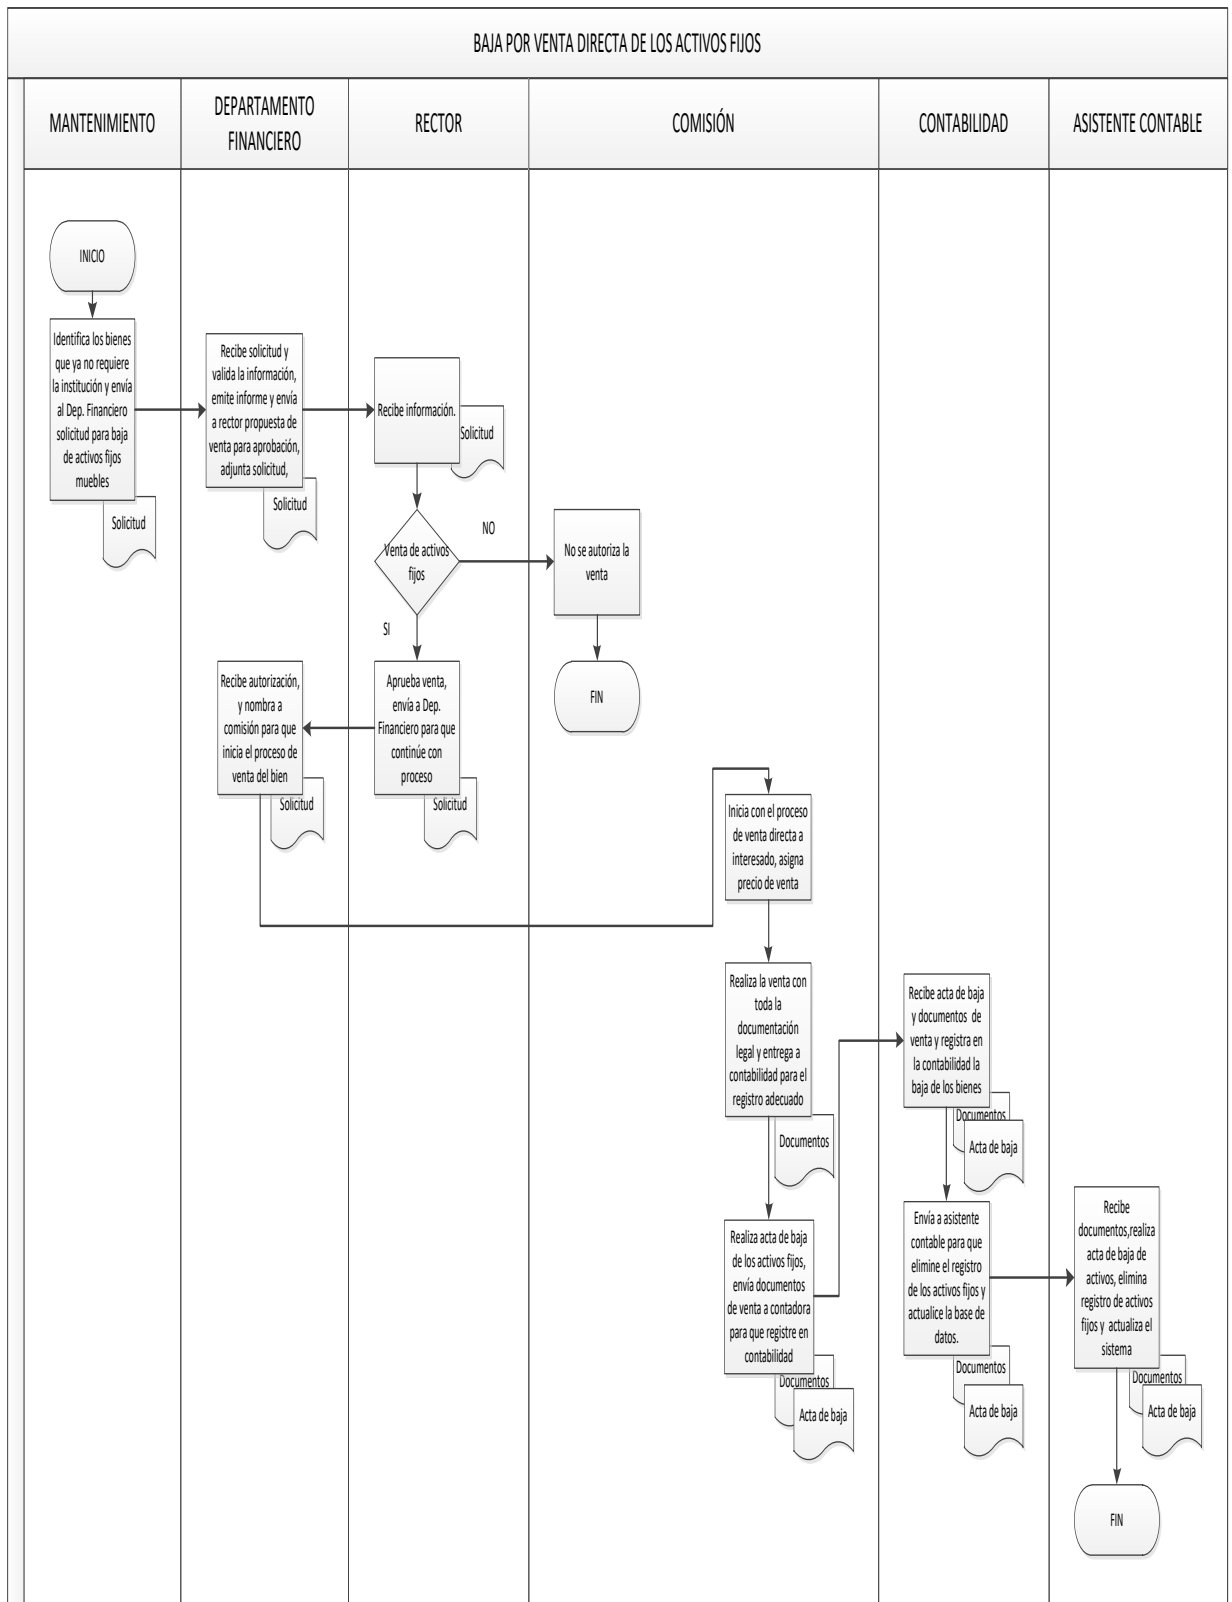 BAJA POR VENTA DIRECTA DE LOS ACTIVOS FIJOS
MANTENIMIENTO
DEPARTAMENTO
FINANCIERO
RECTOR
COMISIÓN
CONTABILIDAD
ASISTENTE CONTABLE
INICIO
Identifica los bienes
que ya no requiere
la institución y envía
al Dep. Financiero
solicitud para baja
de activos fijos
muebles
Solicitud
Recibe solicitud y
valida la información,
emite informe y envía
a rector propuesta de
venta para aprobación,
adjunta solicitud,
Solicitud
Recibe información.
Solicitud
Venta de activos
fijos
NO
No se autoriza la
venta
FIN
SI
Aprueba venta,
envía a Dep.
Financiero para que
continúe con
proceso
Solicitud
Recibe autorización,
y nombra a
comisión para que
inicia el proceso de
venta del bien
Solicitud
Inicia con el proceso
de venta directa a
interesado, asigna
precio de venta
Realiza la venta con
toda la
documentación
legal y entrega a
contabilidad para el
registro adecuado
Documentos
Realiza acta de baja
de los activos fijos,
envía documentos
de venta a contadora
para que registre en
contabilidad
Documentos
Acta de baja
Recibe acta de baja
y documentos de
venta y registra en
la contabilidad la
baja de los bienes
Documentos
Acta de baja
Envía a asistente
contable para que
elimine el registro
de los activos fijos y
actualice la base de
datos.
Documentos
Acta de baja
Recibe
documentos,realiza
acta de baja de
activos, elimina
registro de activos
fijos y actualiza el
sistema
Documentos
Acta de baja
FIN